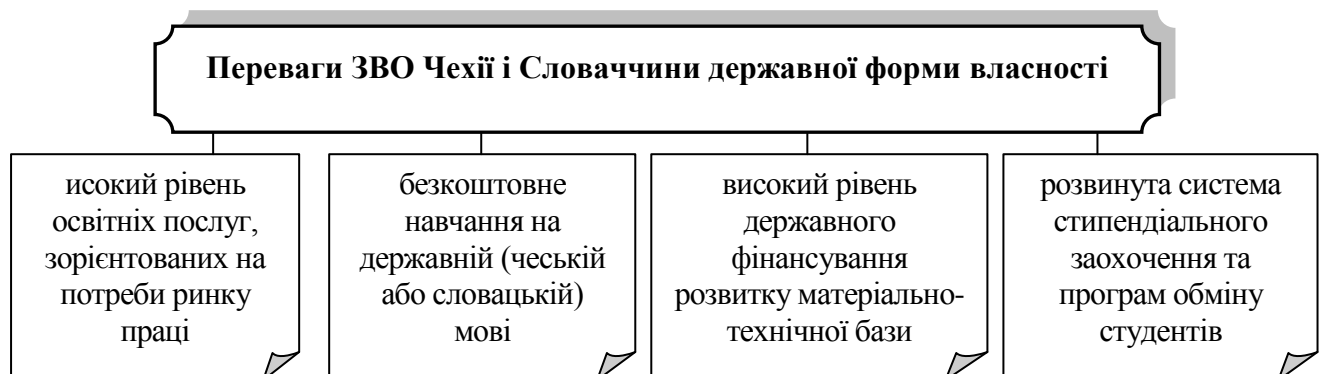 Переваги ЗВО Чехії і Словаччини державної форми власності
исокий рівень
освітніх послуг,
зорієнтованих на
потреби ринку
праці
безкоштовне
навчання на
державній (чеській
або словацькій)
мові
високий рівень
державного
фінансування
розвитку матеріально-
технічної бази
розвинута система
стипендіального
заохочення та
програм обміну
студентів